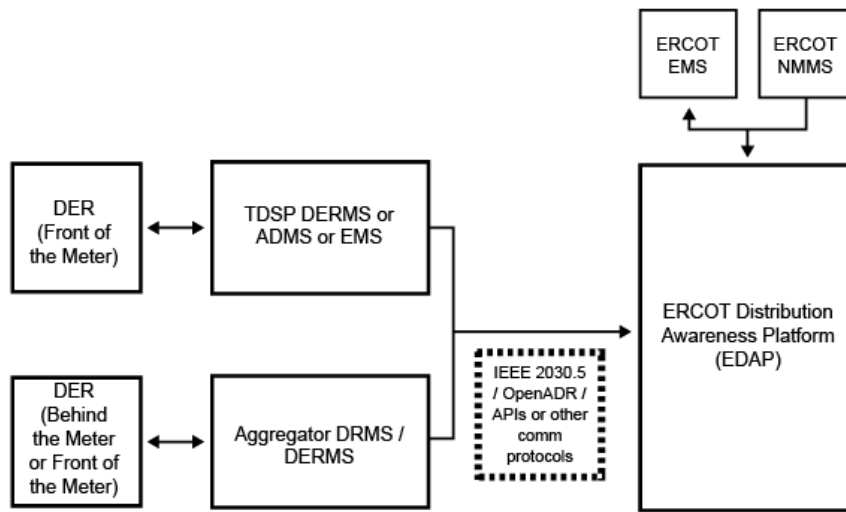 ERCOT
EMS
ERCOT
NMMS
DER
(Front of
the Meter)
TDSP DERMS or
ADMS or EMS
ERCOT Distribution
Awareness Platform
(EDAP)
IEEE 2030.5
/ OpenADR /
APIs or other
comm
protocols
DER
(Behind
the Meter
or Front of
the Meter)
Aggregator DRMS /
DERMS